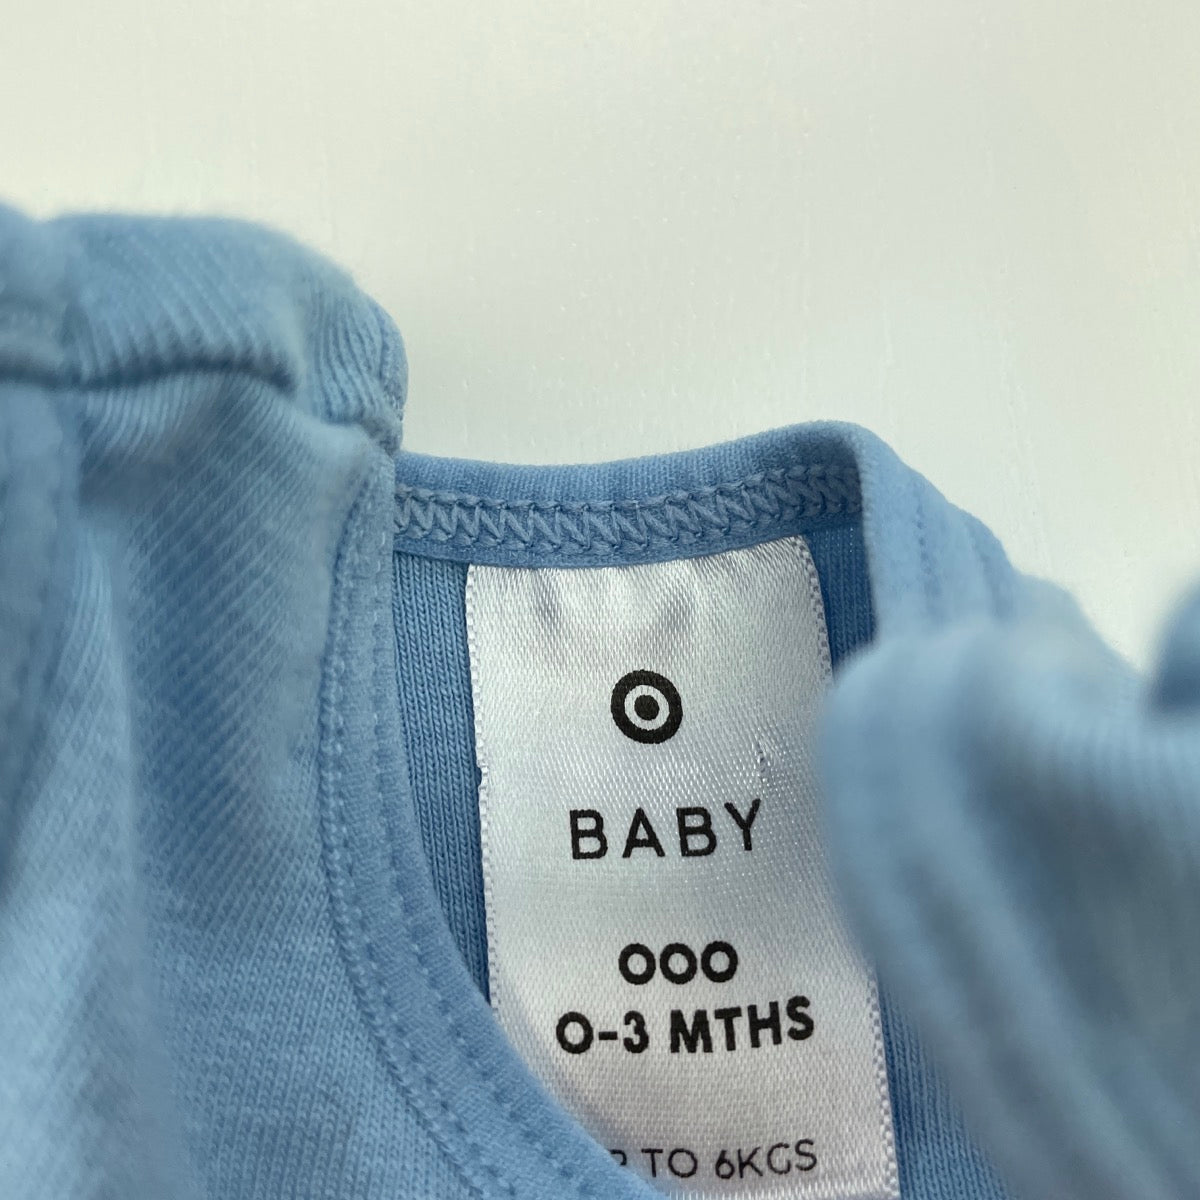 BABY
000
0-3 MTHS
TO 6KGS